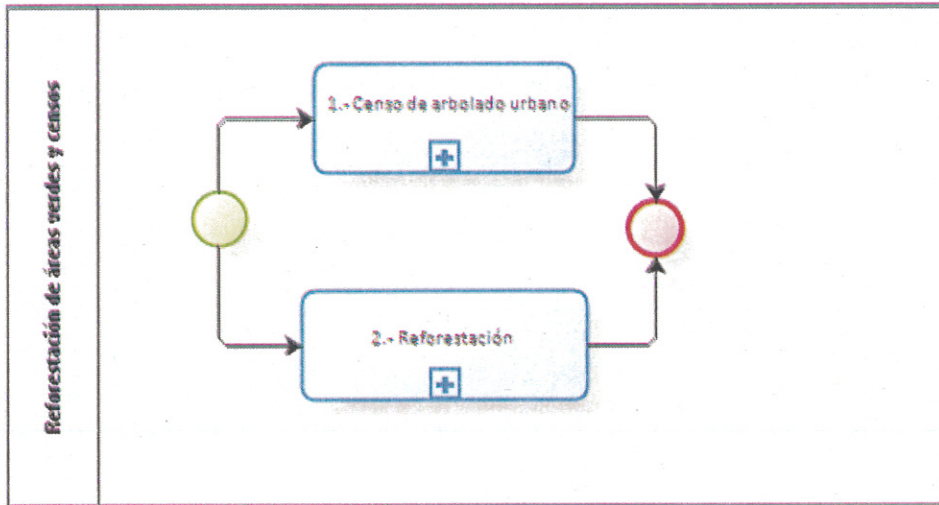 Reforestación de áreas verdes y censos
1.- Censo de arbolado urbano
2.- Reforestación